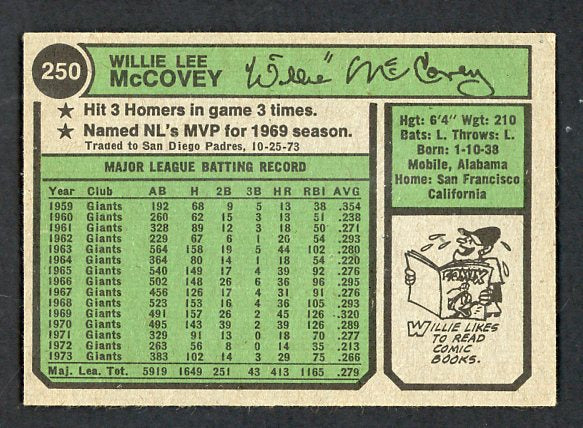 250
WILLIE LEE
McCOVEY
"Willie" McCovey
★ Hit 3 Homers in game 3 times.
★ Named NL's MVP for 1969 season.
Traded to San Diego Padres, 10-25-73
MAJOR LEAGUE BATTING RECORD
Year Club AB H 2B 3B HR RBI AVG
1959 Giants 192 68 9 5 13 38 .354
1960 Giants 260 62 15 3 13 51 .238
1961 Giants 328 89 12 3 18 50 .271
1962 Giants 229 67 6 1 20 54 .293
1963 Giants 564 158 19 5 44 102 .280
1964 Giants 364 80 14 1 18 54 .220
1965 Giants 540 149 17 4 39 92 .276
1966 Giants 502 148 26 6 36 96 .295
1967 Giants 456 126 17 4 31 91 .276
1968 Giants 523 153 16 4 36 105 .293
1969 Giants 491 157 26 2 45 126 .320
1970 Giants 495 143 39 2 39 126 .289
1971 Giants 329 91 13 0 18 70 .277
1972 Giants 263 56 8 0 14 35 .213
1973 Giants 383 102 14 3 29 75 .266
Maj. Lea. Tot. 5919 1649 251 43 413 1165 .279
Hgt: 6'4" Wgt: 210
Bats: L. Throws: L.
Born: 1-10-38
Mobile, Alabama
Home: San Francisco
California
WILLIE LIKES
TO READ
COMIC
BOOKS.